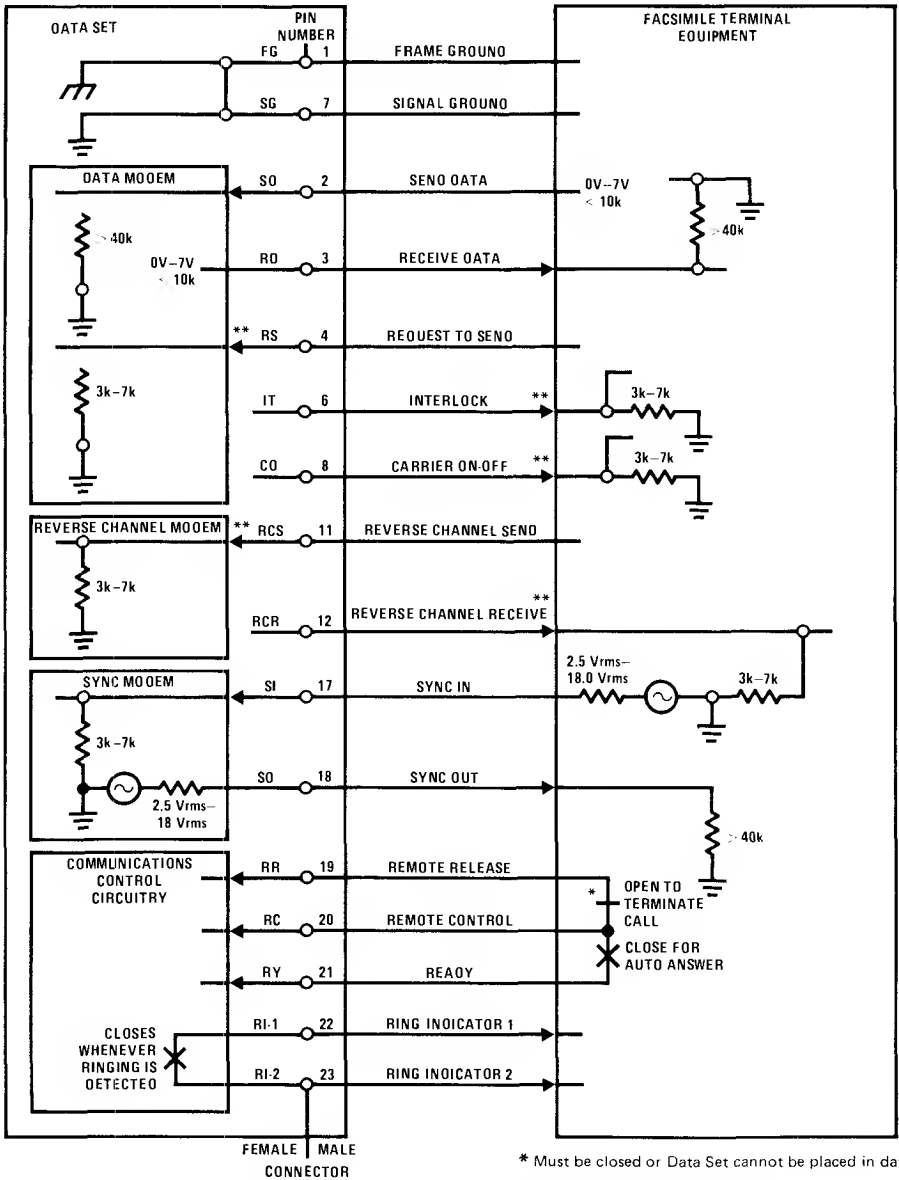 DATA SET
PIN
NUMBER
FACSIMILE TERMINAL
EQUIPMENT
FG 1 FRAME GROUND
SG 7 SIGNAL GROUND
DATA MODEM
SD 2 SEND DATA
0V–7V
< 10k
> 40k
> 40k
0V–7V
< 10k
RD 3 RECEIVE DATA
** RS 4 REQUEST TO SEND
3k–7k
IT 6 INTERLOCK **
3k–7k
CO 8 CARRIER ON-OFF **
3k–7k
REVERSE CHANNEL MODEM
** RCS 11 REVERSE CHANNEL SEND
3k–7k
RCR 12 REVERSE CHANNEL RECEIVE **
SYNC MODEM
SI 17 SYNC IN
2.5 Vrms–
18.0 Vrms
3k–7k
3k–7k
SO 18 SYNC OUT
2.5 Vrms–
18 Vrms
> 40k
COMMUNICATIONS
CONTROL
CIRCUITRY
RR 19 REMOTE RELEASE
* OPEN TO
TERMINATE
CALL
RC 20 REMOTE CONTROL
CLOSE FOR
AUTO ANSWER
RY 21 READY
RI-1 22 RING INDICATOR 1
CLOSES
WHENEVER
RINGING IS
DETECTED
RI-2 23 RING INDICATOR 2
FEMALE MALE
CONNECTOR
* Must be closed or Data Set cannot be placed in da